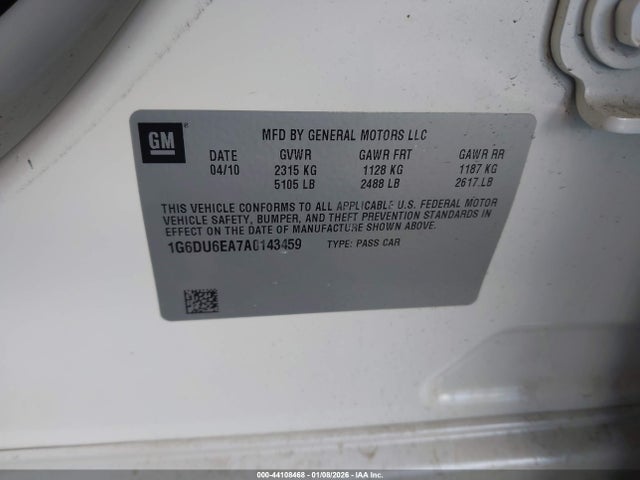 GM
MFD BY GENERAL MOTORS LLC
DATE GVWR GAWR FRT GAWR RR
04/10 2315 KG 1128 KG 1187 KG
5105 LB 2488 LB 2617 LB
THIS VEHICLE CONFORMS TO ALL APPLICABLE U.S. FEDERAL MOTOR
VEHICLE SAFETY, BUMPER, AND THEFT PREVENTION STANDARDS IN
EFFECT ON THE DATE OF MANUFACTURE SHOWN ABOVE.
1G6DU6EA7A0143459 TYPE: PASS CAR
000-44108468 | 01/08/2026 - IAA Inc.